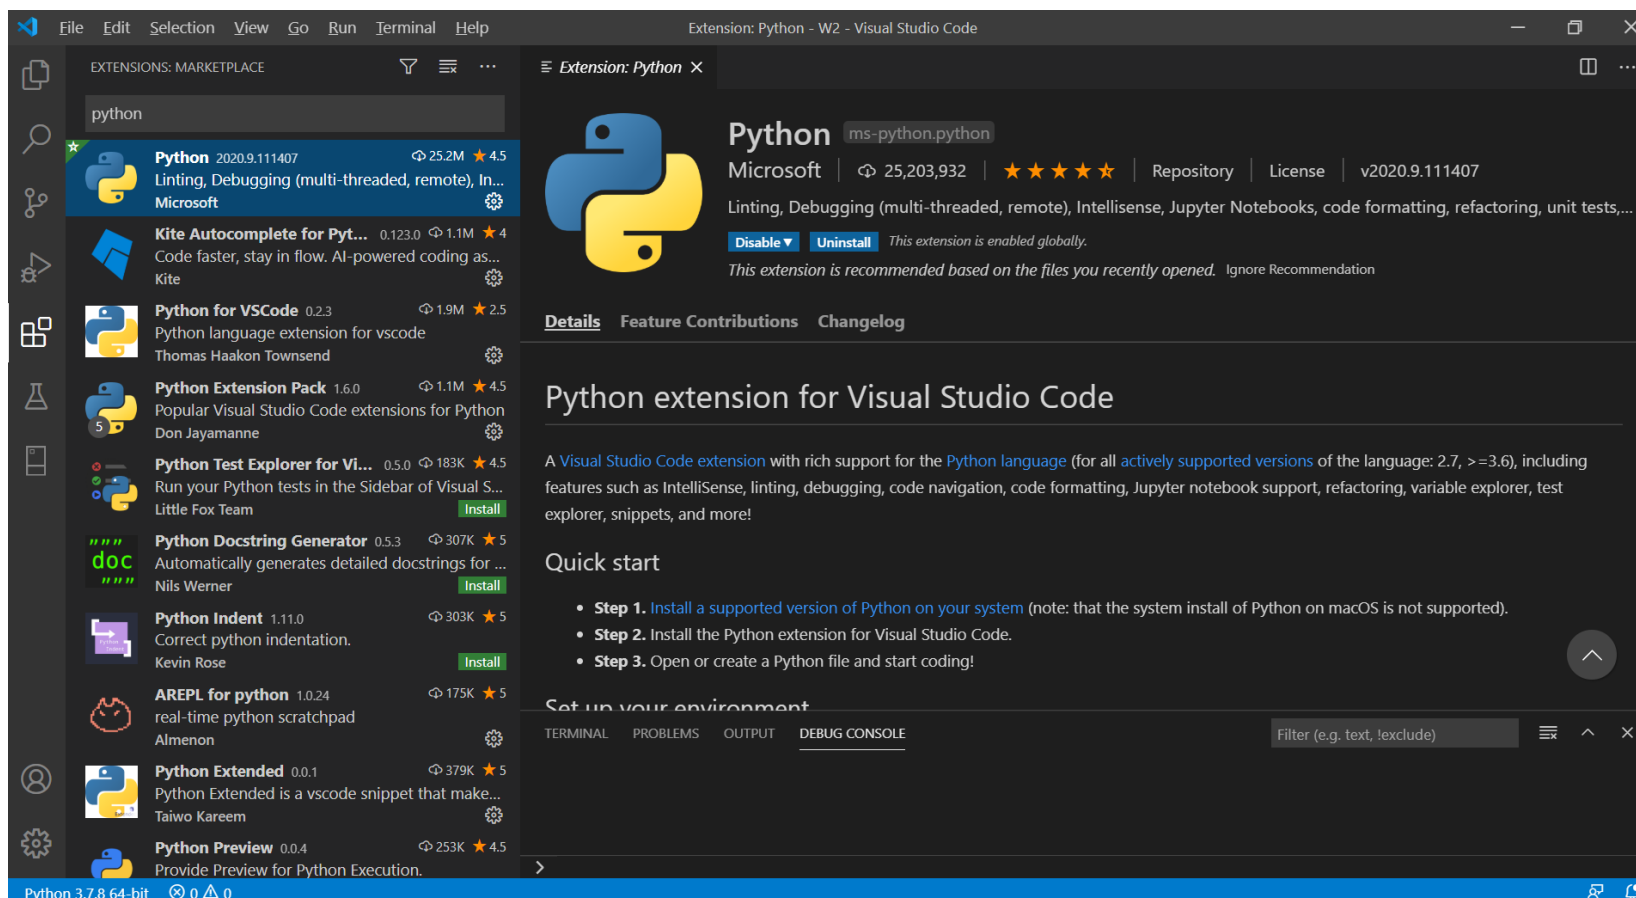 File Edit Selection View Go Run Terminal Help
Extension: Python - W2 - Visual Studio Code
EXTENSIONS: MARKETPLACE
python
Python 2020.9.111407 25.2M 4.5
Linting, Debugging (multi-threaded, remote), In...
Microsoft
Kite Autocomplete for Pyt... 0.123.0 1.1M 4
Code faster, stay in flow. AI-powered coding as...
Kite
Python for VSCode 0.2.3 1.9M 2.5
Python language extension for vscode
Thomas Haakon Townsend
Python Extension Pack 1.6.0 1.1M 4.5
Popular Visual Studio Code extensions for Python
5
Don Jayamanne
Python Test Explorer for Vi... 0.5.0 183K 4.5
Run your Python tests in the Sidebar of Visual S...
Little Fox Team Install
"""
doc
"""
Python Docstring Generator 0.5.3 307K 5
Automatically generates detailed docstrings for ...
Nils Werner Install
Python Indent 1.11.0 303K 5
Correct python indentation.
Kevin Rose Install
AREPL for python 1.0.24 175K 5
real-time python scratchpad
Almenon
Python Extended 0.0.1 379K 5
Python Extended is a vscode snippet that make...
Taiwo Kareem
Python Preview 0.0.4 253K 4.5
Provide Preview for Python Execution.
Extension: Python
Python ms-python.python
Microsoft 25,203,932 Repository License v2020.9.111407
Linting, Debugging (multi-threaded, remote), Intellisense, Jupyter Notebooks, code formatting, refactoring, unit tests,...
Disable Uninstall This extension is enabled globally.
This extension is recommended based on the files you recently opened. Ignore Recommendation
Details Feature Contributions Changelog
Python extension for Visual Studio Code
A Visual Studio Code extension with rich support for the Python language (for all actively supported versions of the language: 2.7, >=3.6), including
features such as IntelliSense, linting, debugging, code navigation, code formatting, Jupyter notebook support, refactoring, variable explorer, test
explorer, snippets, and more!
Quick start
• Step 1. Install a supported version of Python on your system (note: that the system install of Python on macOS is not supported).
• Step 2. Install the Python extension for Visual Studio Code.
• Step 3. Open or create a Python file and start coding!
Set up your environment
TERMINAL PROBLEMS OUTPUT DEBUG CONSOLE Filter (e.g. text, !exclude)
Python 3.7.8 64-bit 0 0